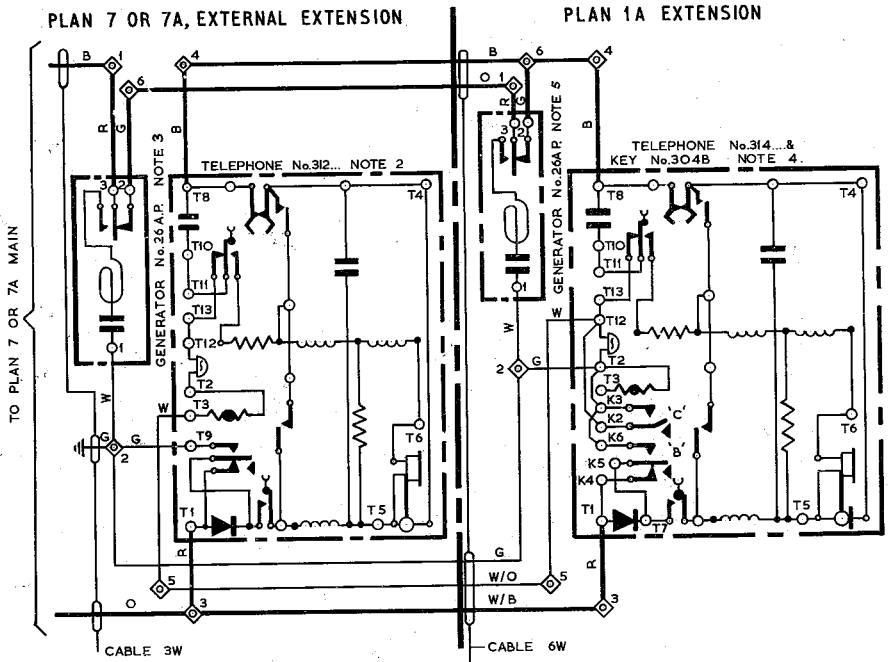 PLAN 7 OR 7A, EXTERNAL EXTENSION
PLAN 1A EXTENSION
TO PLAN 7 OR 7A MAIN
B
1
6
4
R
G
B
3
2
GENERATOR No. 26 A.P. NOTE 3
1
W
G
2
G
TELEPHONE No. 312... NOTE 2
T8
T4
T10
T11
T13
T12
T2
T3
W
T9
T6
T1
T5
R
5
O
3
CABLE 3W
B
O
1
6
4
R
G
B
3
2
GENERATOR No. 26A.P. NOTE 5
1
W
W
2
G
TELEPHONE No. 314....&
KEY No. 304B NOTE 4.
T8
T4
T10
T11
T13
T12
T2
T3
K3
K2
'C'
K6
'B'
K5
K4
T6
T1
T7
T5
G
W/O
5
R
W/B
3
CABLE 6W